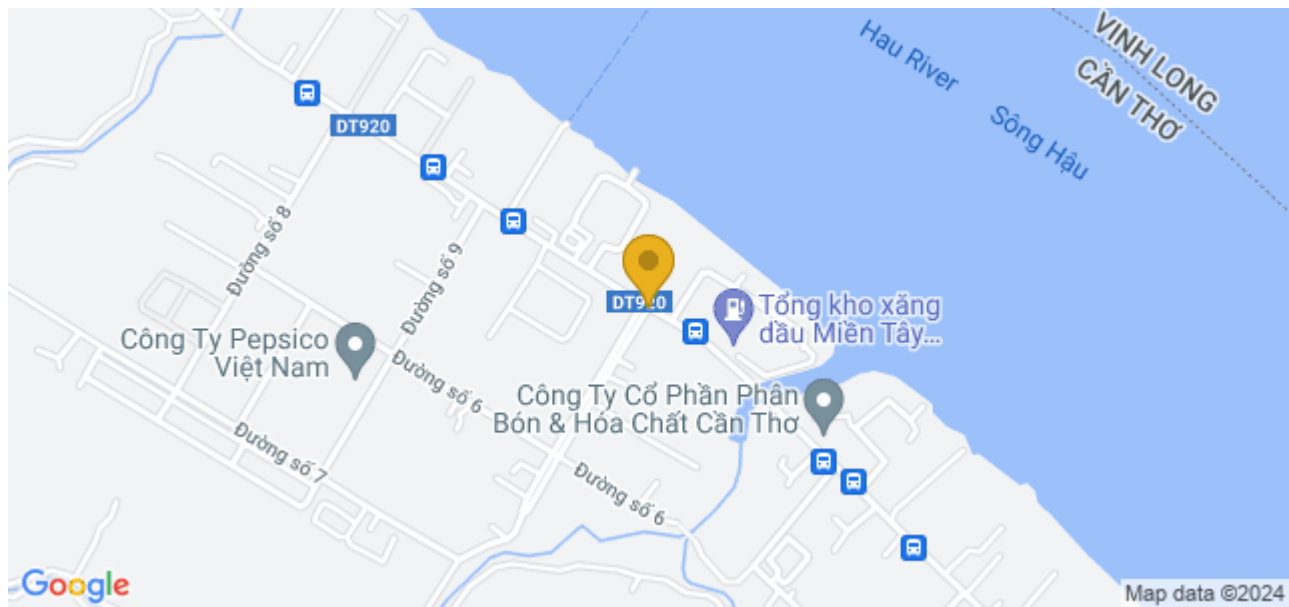 VINH LONG
CẦN THƠ
Hau River
Sông Hậu
DT920
Đường số 8
Đường số 9
DT920
Tổng kho xăng
dầu Miền Tây...
Công Ty Pepsico
Việt Nam
Đường số 6
Công Ty Cổ Phần Phân
Bón & Hóa Chất Cần Thơ
Đường số 7
Đường số 6
Google
Map data ©2024